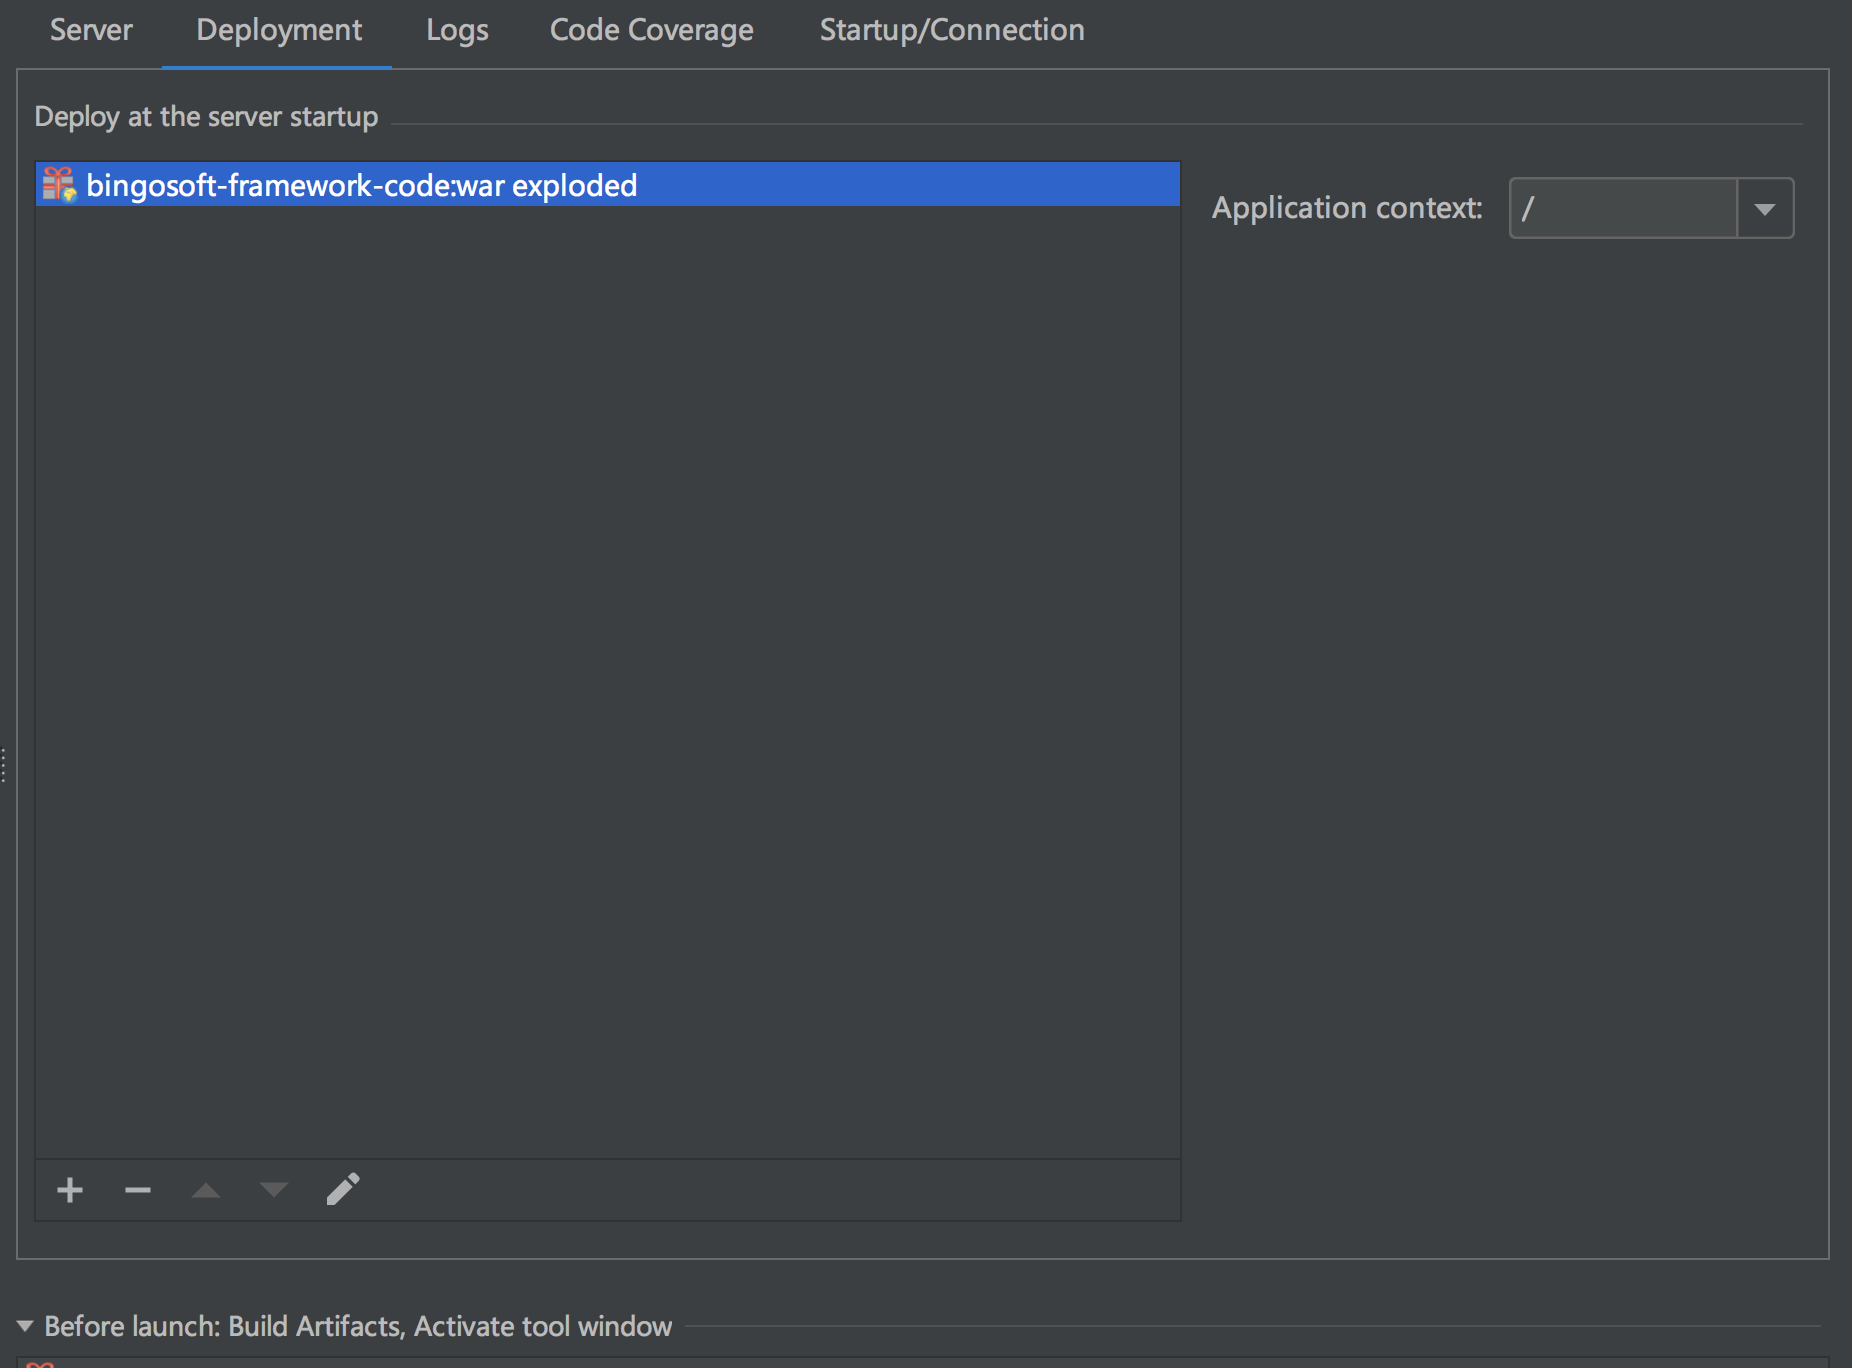 Server Deployment Logs Code Coverage Startup/Connection
Deploy at the server startup
bingosoft-framework-code:war exploded
Application context: /
Before launch: Build Artifacts, Activate tool window